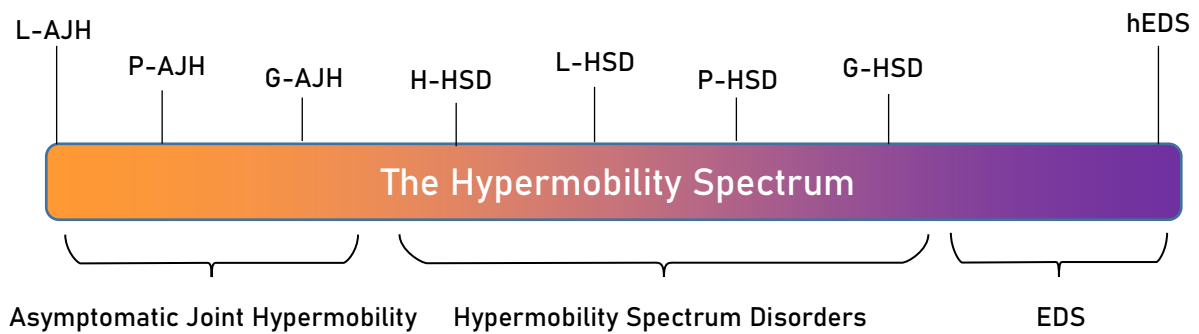 L-AJH
P-AJH
G-AJH
H-HSD
L-HSD
P-HSD
G-HSD
hEDS
The Hypermobility Spectrum
Asymptomatic Joint Hypermobility
Hypermobility Spectrum Disorders
EDS